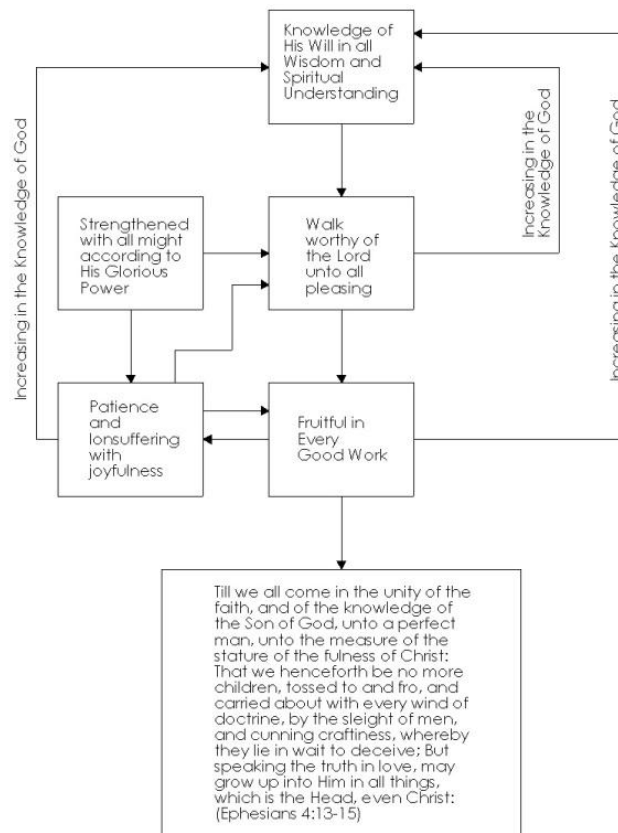 Knowledge of
His Will in all
Wisdom and
Spiritual
Understanding
Increasing in the Knowledge of God
Increasing in the
Knowledge of God
Increasing in the Knowledge of God
Strengthened
with all might
according to
His Glorious
Power
Walk
worthy of
the Lord
unto all
pleasing
Patience
and
lonsuffering
with
joyfulness
Fruitful in
Every
Good Work
Till we all come in the unity of the
faith, and of the knowledge of
the Son of God, unto a perfect
man, unto the measure of the
stature of the fulness of Christ:
That we henceforth be no more
children, tossed to and fro, and
carried about with every wind of
doctrine, by the sleight of men,
and cunning craftiness, whereby
they lie in wait to deceive; But
speaking the truth in love, may
grow up into Him in all things,
which is the Head, even Christ:
(Ephesians 4:13-15)